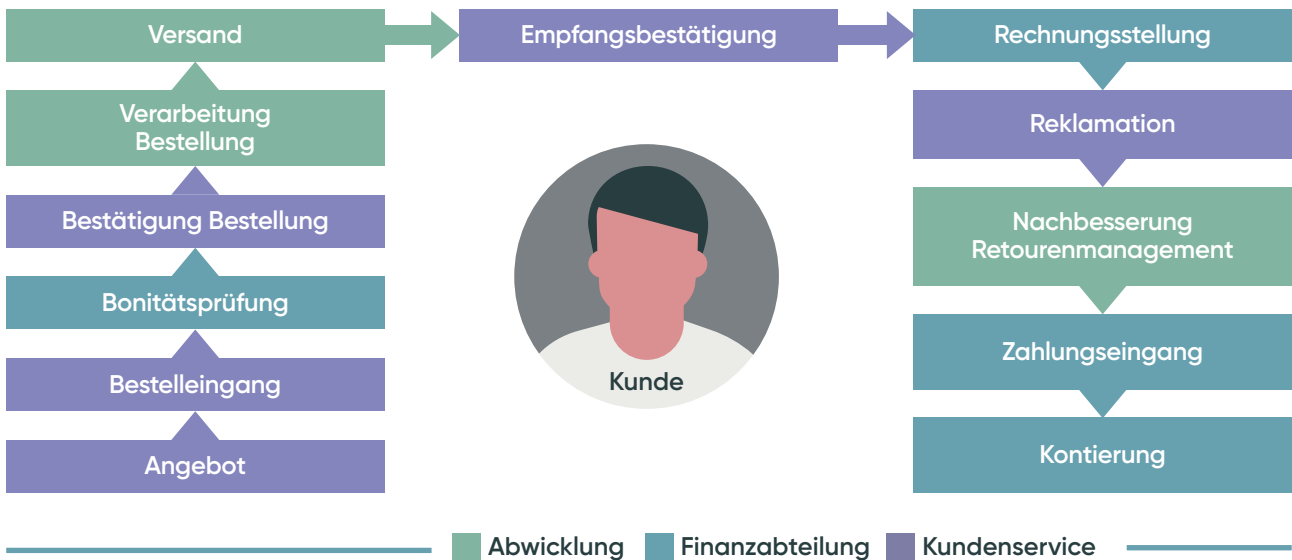 Versand
Empfangsbestätigung
Rechnungsstellung
Verarbeitung
Bestellung
Reklamation
Bestätigung Bestellung
Nachbesserung
Retourenmanagement
Bonitätsprüfung
Zahlungseingang
Bestelleingang
Kunde
Angebot
Kontierung
Abwicklung Finanzabteilung Kundenservice